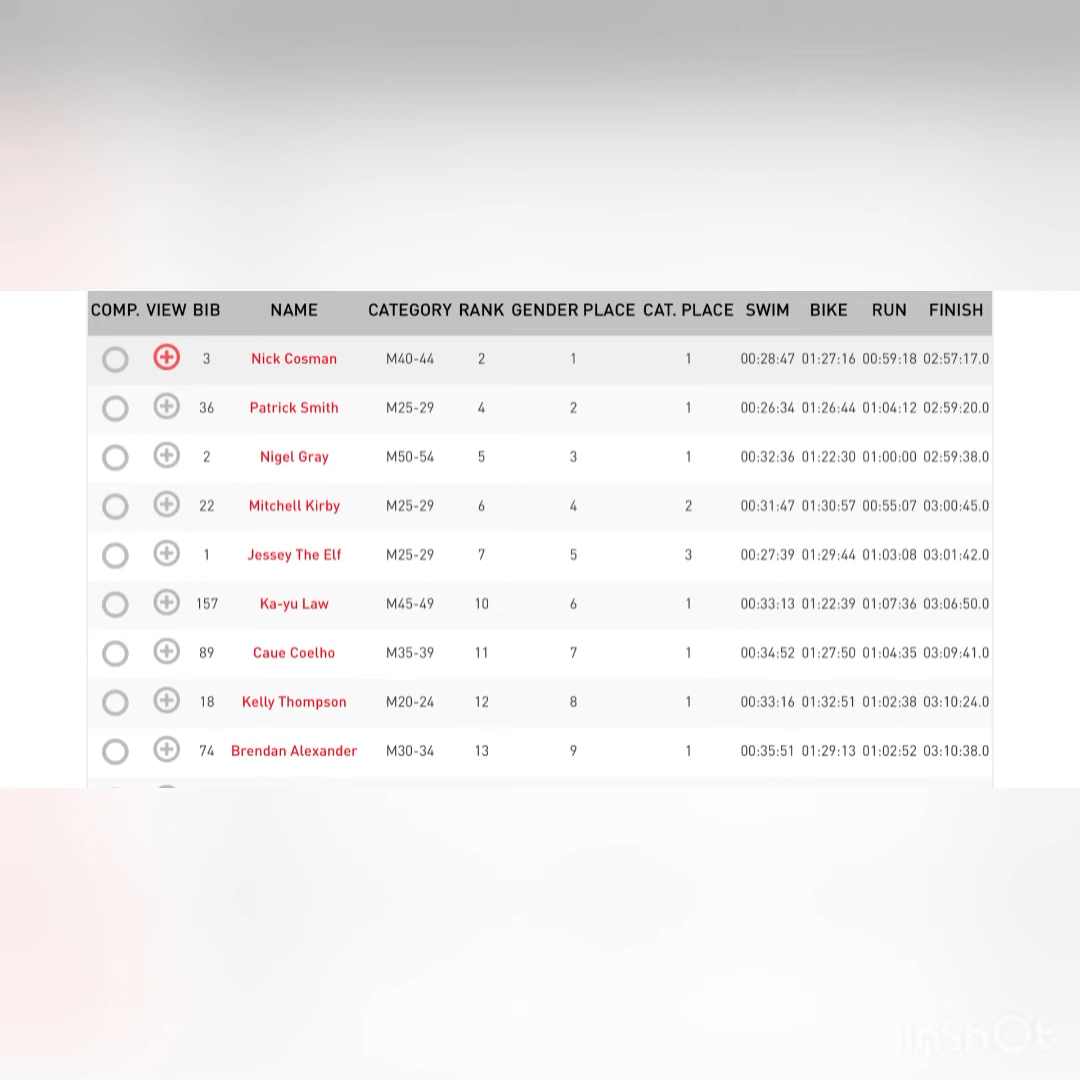 COMP. VIEW BIB NAME CATEGORY RANK GENDER PLACE CAT. PLACE SWIM BIKE RUN FINISH
3 Nick Cosman M40-44 2 1 1 00:28:47 01:27:16 00:59:18 02:57:17.0
36 Patrick Smith M25-29 4 2 1 00:26:34 01:26:44 01:04:12 02:59:20.0
2 Nigel Gray M50-54 5 3 1 00:32:36 01:22:30 01:00:00 02:59:38.0
22 Mitchell Kirby M25-29 6 4 2 00:31:47 01:30:57 00:55:07 03:00:45.0
1 Jessey The Elf M25-29 7 5 3 00:27:39 01:29:44 01:03:08 03:01:42.0
157 Ka-yu Law M45-49 10 6 1 00:33:13 01:22:39 01:07:36 03:06:50.0
89 Caue Coelho M35-39 11 7 1 00:34:52 01:27:50 01:04:35 03:09:41.0
18 Kelly Thompson M20-24 12 8 1 00:33:16 01:32:51 01:02:38 03:10:24.0
74 Brendan Alexander M30-34 13 9 1 00:35:51 01:29:13 01:02:52 03:10:38.0
InShOt